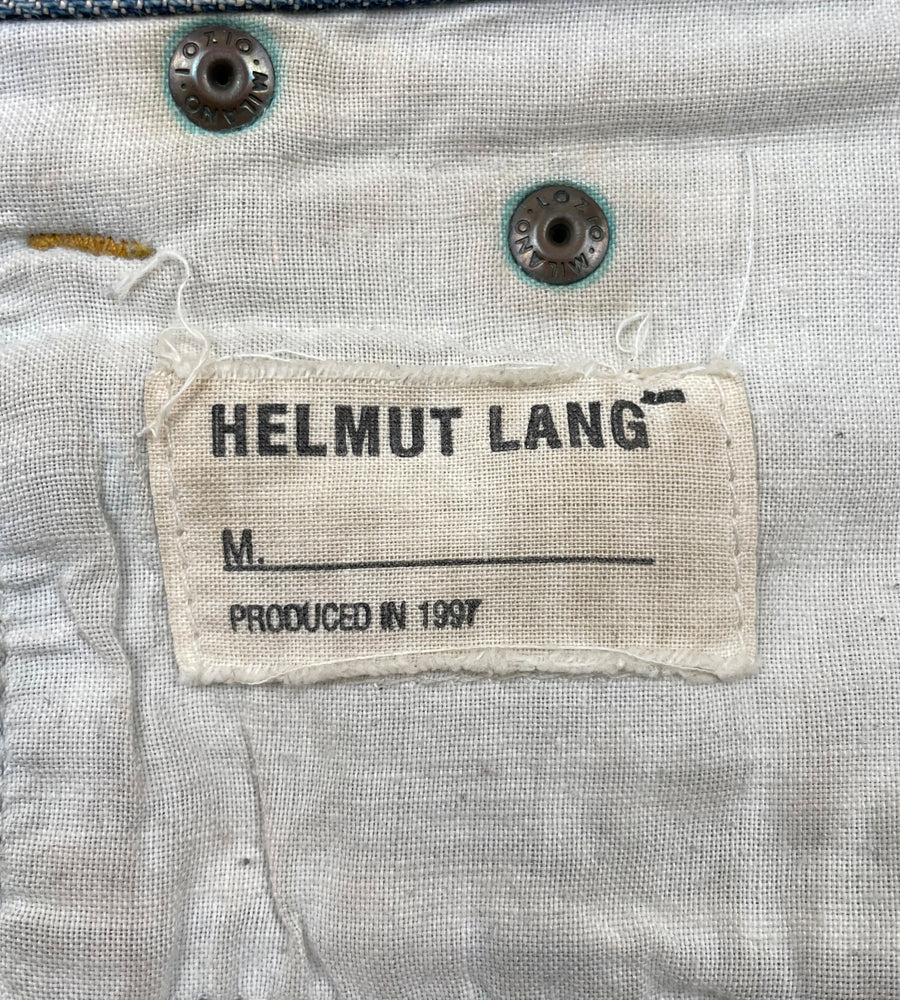 LOZIO · MILANO ·
LOZIO · MILANO ·
HELMUT LANG
M.
PRODUCED IN 1997